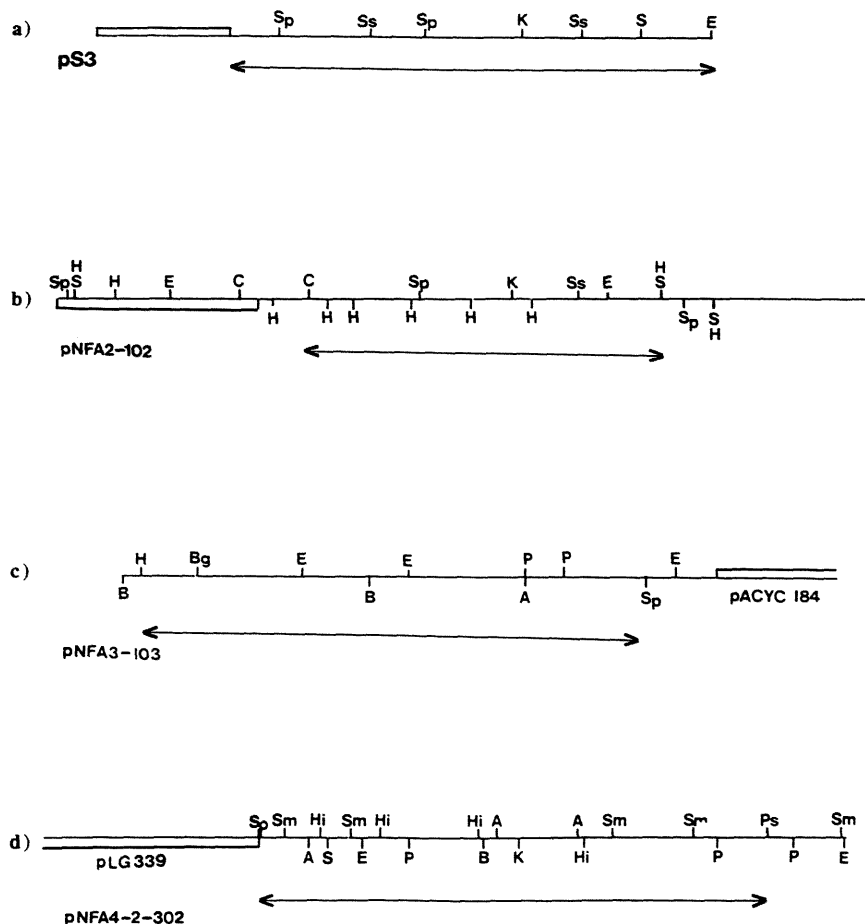 a)
Sp Ss Sp K Ss S E
pS3
H H
b) Sp S H E C C Sp K Ss E S
H H H H H H Sp S
H
pNFA2-102
H Bg E E P P E
c)
B B A Sp pACYC 184
pNFA3-103
Sp Sm Hi Sm Hi Hi A A Sm Sm Ps Sm
d)
pLG339 A S E P B K Hi P P E
pNFA4-2-302